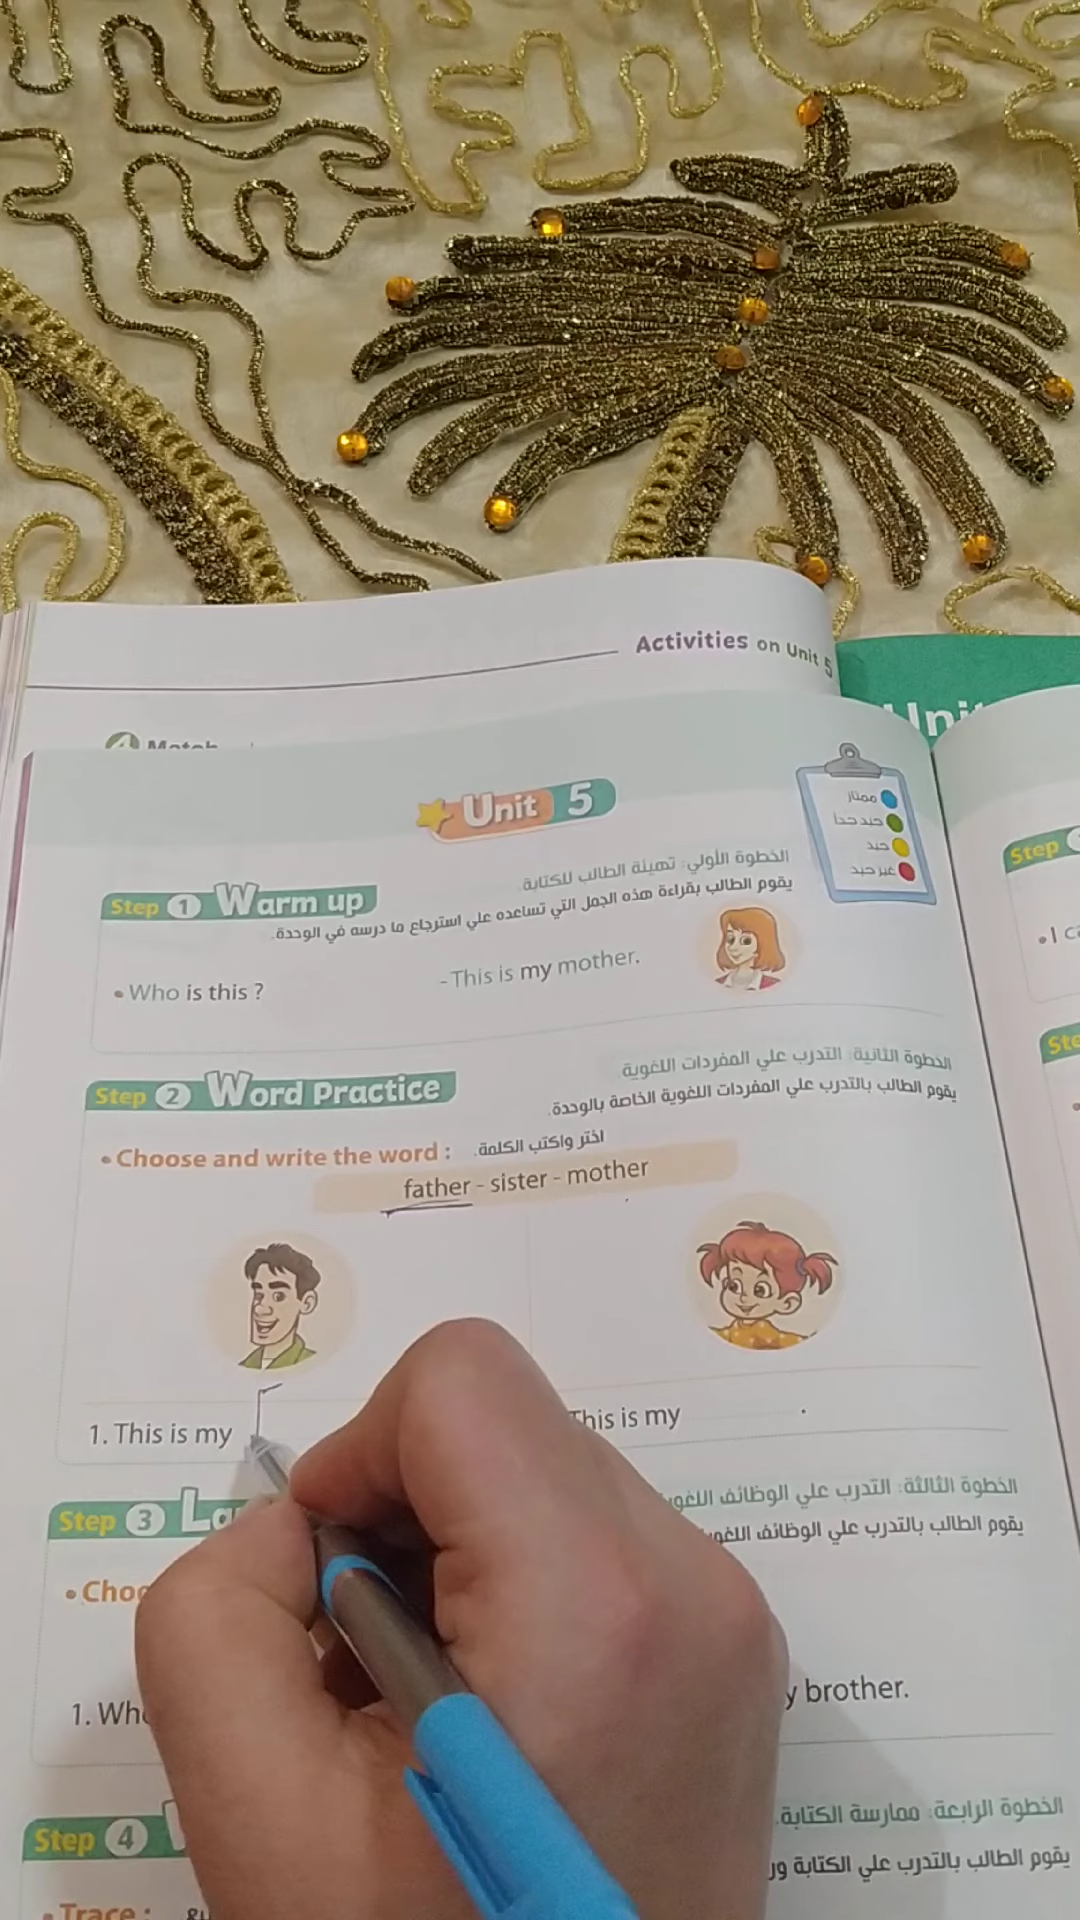 Activities on Unit 5
4 Match
Unit 5
ممتاز
جيد جداً
جيد
غير جيد
الخطوة الأولي: تهيئة الطالب للكتابة.
Step 1 Warm up
يقوم الطالب بقراءة هذه الجمل التي تساعده علي استرجاع ما درسه في الوحدة.
• Who is this ?
- This is my mother.
الخطوة الثانية: التدرب علي المفردات اللغوية
Step 2 Word Practice
يقوم الطالب بالتدرب علي المفردات اللغوية الخاصة بالوحدة.
• Choose and write the word : اختر واكتب الكلمة.
father - sister - mother
1. This is my
This is my .
الخطوة الثالثة: التدرب علي الوظائف
Step 3
يقوم الطالب بالتدرب علي الوظائف
1.
brother.
الخطوة الرابعة: ممارسة الكتابة.
Step 4
يقوم الطالب بالتدرب علي الكتابة
• Trace :
Step
• I